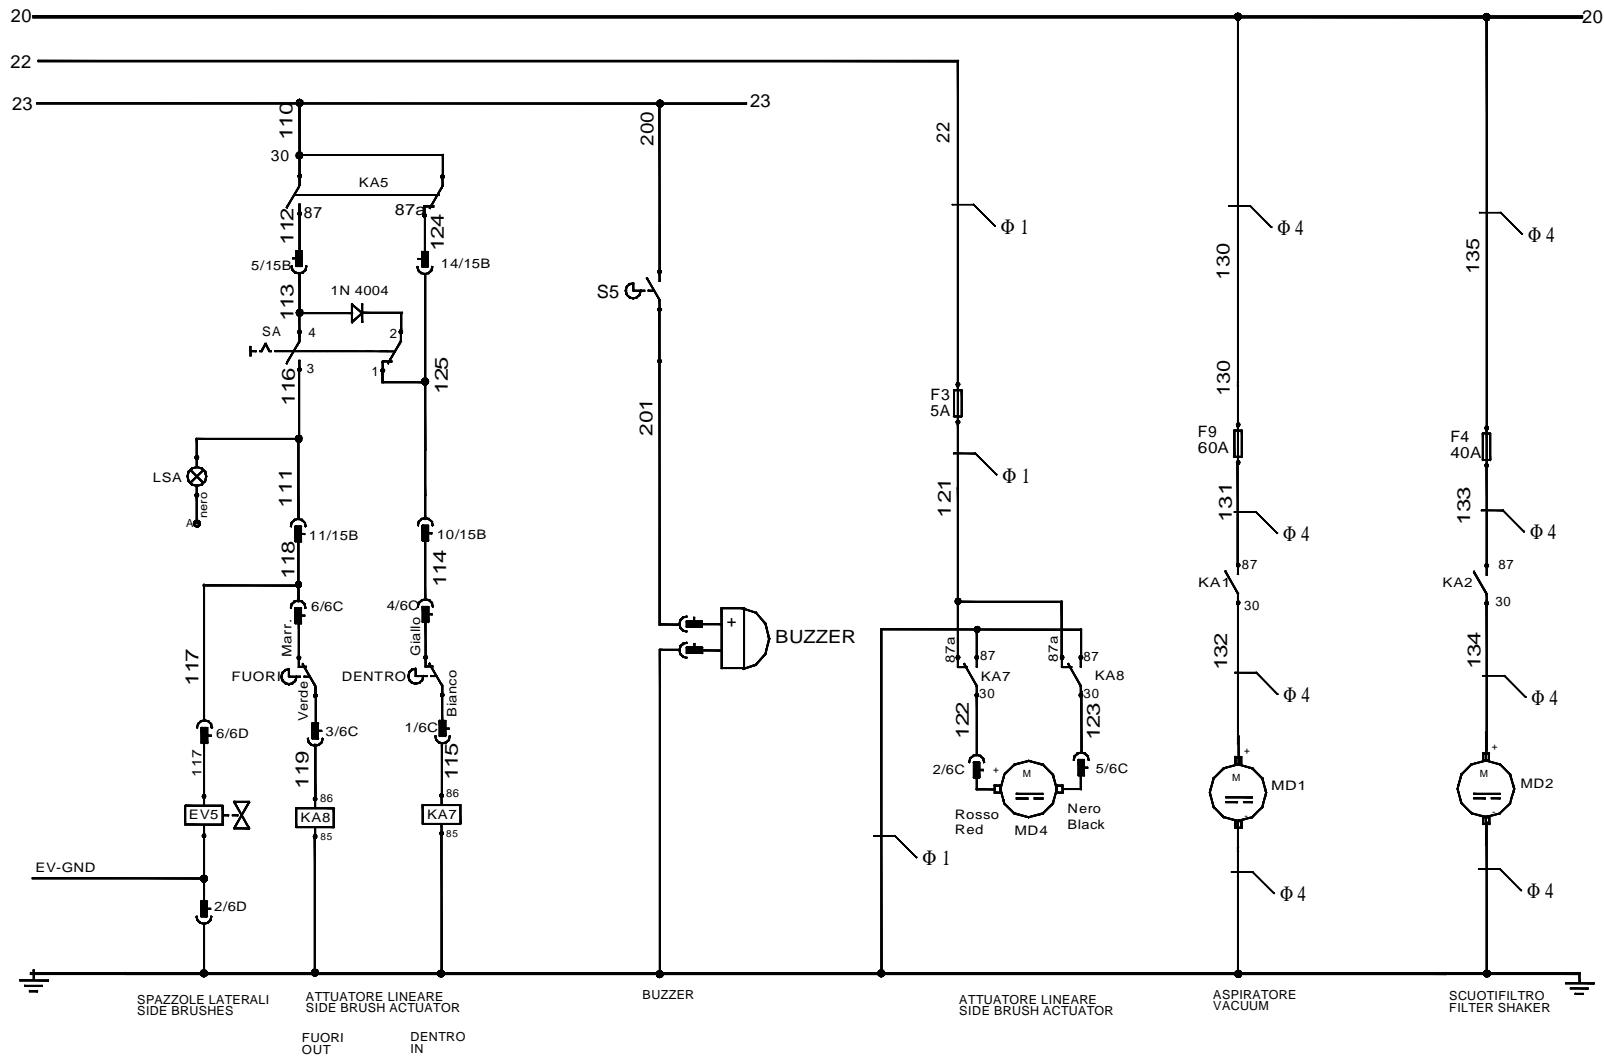 20
20
22
23
23
110
30
KA5
87
87a
112
124
5/15B
14/15B
113
1N 4004
SA
4
2
3
1
116
125
LSA
nero
A
111
11/15B
10/15B
118
114
6/6C
4/6C
Marr.
Giallo
117
FUORI
DENTRO
Verde
Bianco
6/6D
3/6C
1/6C
117
119
115
86
86
EV5
KA8
KA7
85
85
EV-GND
2/6D
200
S5
201
+
BUZZER
22
Φ 1
F3
5A
Φ 1
121
87a
87
87a
87
KA7
KA8
30
30
122
123
2/6C
+
M
5/6C
Rosso
Red
MD4
Nero
Black
Φ 1
Φ 4
130
130
F9
60A
131
Φ 4
87
KA1
30
132
Φ 4
+
M
MD1
-
Φ 4
Φ 4
135
F4
40A
133
Φ 4
87
KA2
30
134
Φ 4
+
M
MD2
-
Φ 4
SPAZZOLE LATERALI
SIDE BRUSHES
ATTUATORE LINEARE
SIDE BRUSH ACTUATOR
FUORI
OUT
DENTRO
IN
BUZZER
ATTUATORE LINEARE
SIDE BRUSH ACTUATOR
ASPIRATORE
VACUUM
SCUOTIFILTRO
FILTER SHAKER